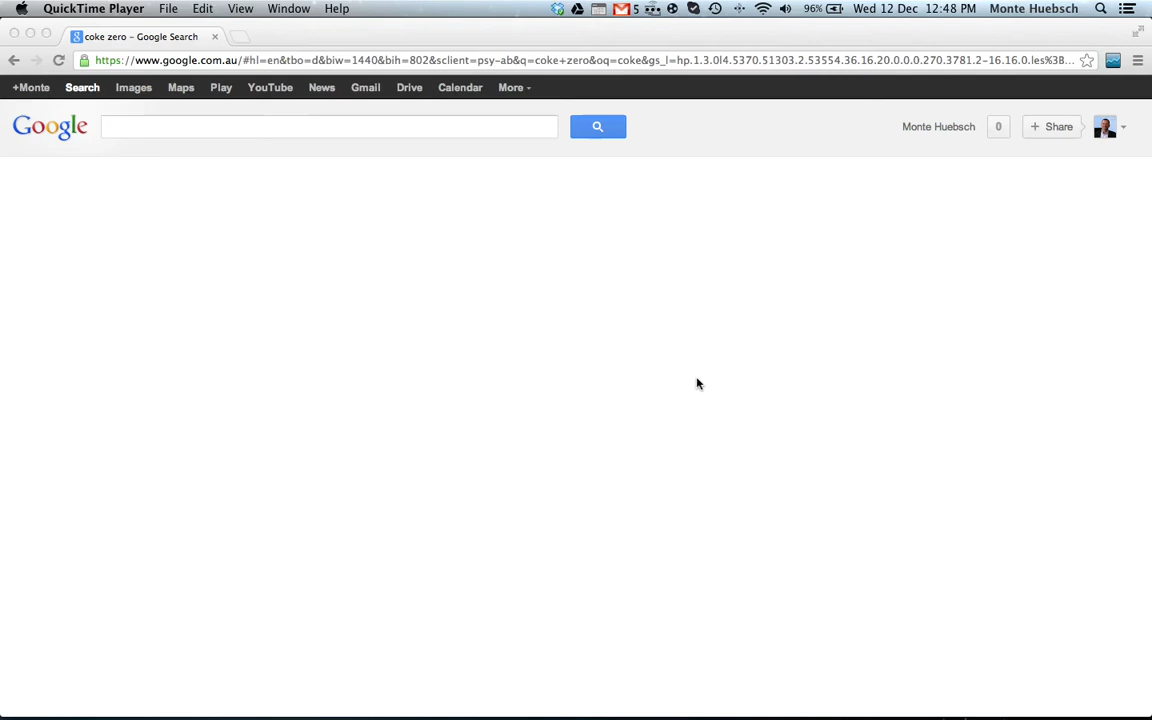 QuickTime Player File Edit View Window Help 5 96% Wed 12 Dec 12:48 PM Monte Huebsch
coke zero - Google Search
https://www.google.com.au/#hl=en&tbo=d&biw=1440&bih=802&sclient=psy-ab&q=coke+zero&oq=coke&gs_l=hp.1.3.0l4.5370.51303.2.53554.36.16.20.0.0.0.270.3781.2-16.16.0.les%3B...
+Monte Search Images Maps Play YouTube News Gmail Drive Calendar More
Google Monte Huebsch 0 + Share